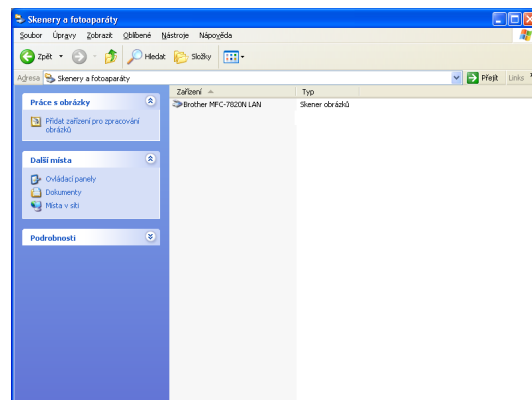 Skenery a fotoaparáty
Soubor Úpravy Zobrazit Oblíbené Nástroje Nápověda
Zpět Hledat Složky
Adresa Skenery a fotoaparáty Přejít Links
Práce s obrázky
Přidat zařízení pro zpracování
obrázků
Další místa
Ovládací panely
Dokumenty
Místa v síti
Podrobnosti
Zařízení Typ
Brother MFC-7820N LAN Skener obrázků